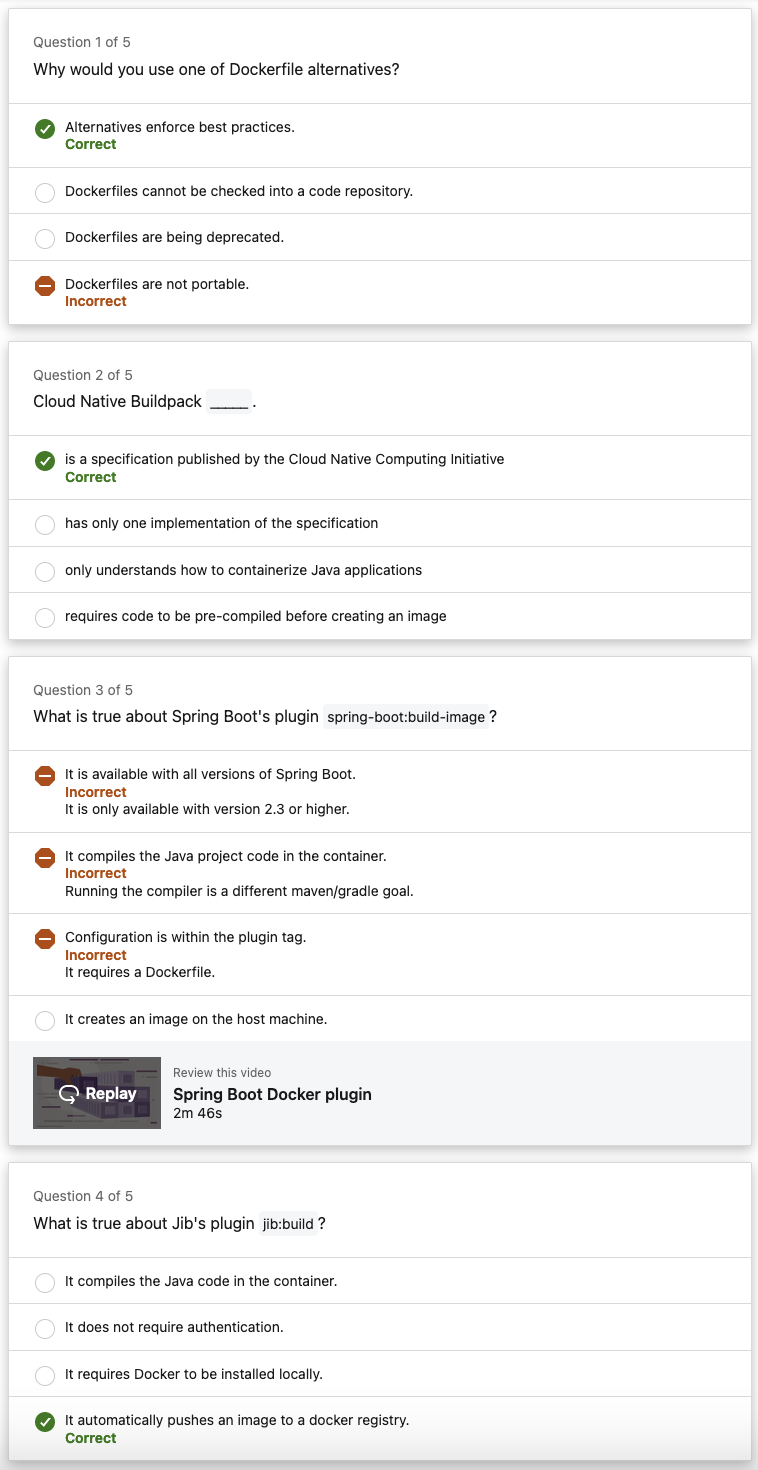 Question 1 of 5
Why would you use one of Dockerfile alternatives?
Alternatives enforce best practices.
Correct
Dockerfiles cannot be checked into a code repository.
Dockerfiles are being deprecated.
Dockerfiles are not portable.
Incorrect
Question 2 of 5
Cloud Native Buildpack _____ .
is a specification published by the Cloud Native Computing Initiative
Correct
has only one implementation of the specification
only understands how to containerize Java applications
requires code to be pre-compiled before creating an image
Question 3 of 5
What is true about Spring Boot's plugin spring-boot:build-image ?
It is available with all versions of Spring Boot.
Incorrect
It is only available with version 2.3 or higher.
It compiles the Java project code in the container.
Incorrect
Running the compiler is a different maven/gradle goal.
Configuration is within the plugin tag.
Incorrect
It requires a Dockerfile.
It creates an image on the host machine.
Replay
Review this video
Spring Boot Docker plugin
2m 46s
Question 4 of 5
What is true about Jib's plugin jib:build ?
It compiles the Java code in the container.
It does not require authentication.
It requires Docker to be installed locally.
It automatically pushes an image to a docker registry.
Correct